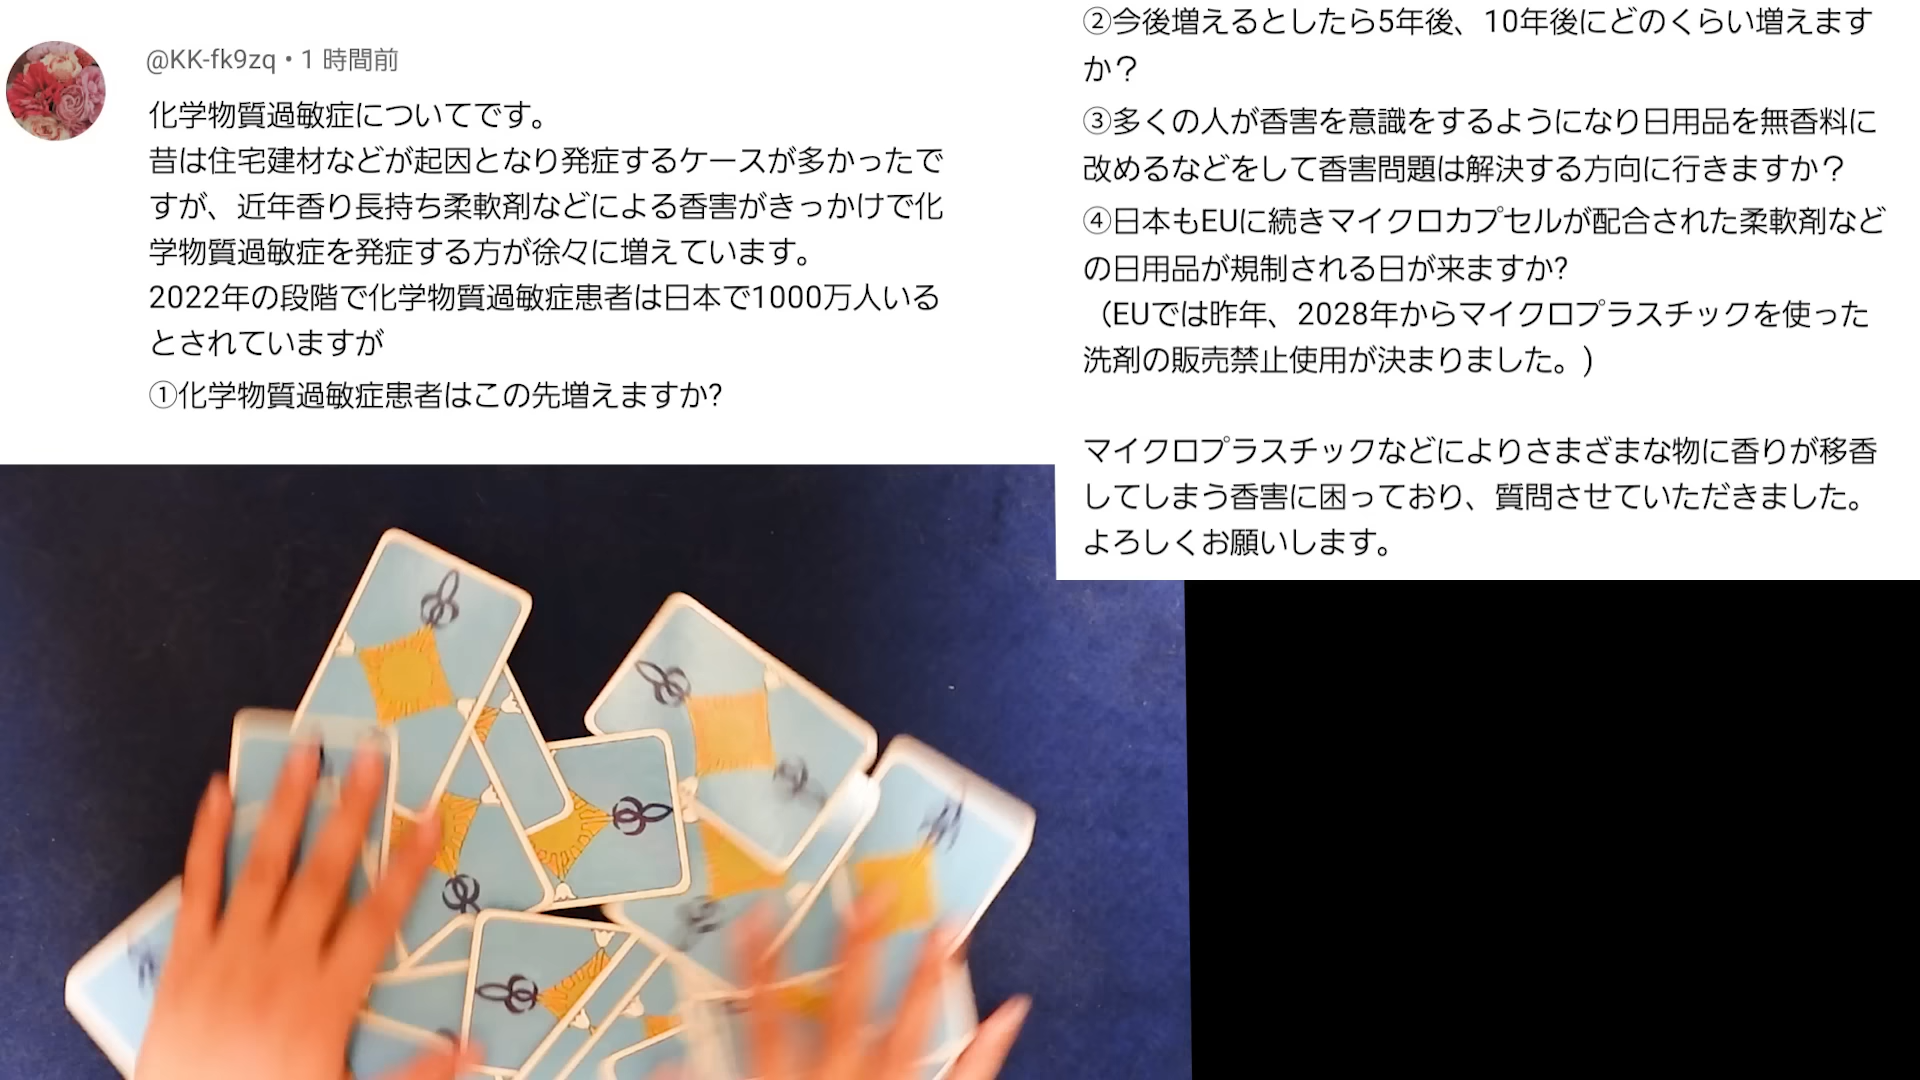 @KK-fk9zq • 1 時間前
化学物質過敏症についてです。
昔は住宅建材などが起因となり発症するケースが多かったで
すが、近年香り長持ち柔軟剤などによる香害がきっかけで化
学物質過敏症を発症する方が徐々に増えています。
2022年の段階で化学物質過敏症患者は日本で1000万人いる
とされていますが
①化学物質過敏症患者はこの先増えますか?
②今後増えるとしたら5年後、10年後にどのくらい増えます
か？
③多くの人が香害を意識をするようになり日用品を無香料に
改めるなどをして香害問題は解決する方向に行きますか？
④日本もEUに続きマイクロカプセルが配合された柔軟剤など
の日用品が規制される日が来ますか?
（EUでは昨年、2028年からマイクロプラスチックを使った
洗剤の販売禁止使用が決まりました。)
マイクロプラスチックなどによりさまざまな物に香りが移香
してしまう香害に困っており、質問させていただきました。
よろしくお願いします。